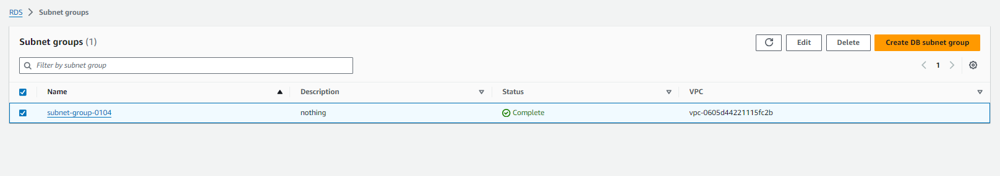 RDS > Subnet groups
Subnet groups (1)
Edit Delete Create DB subnet group
Filter by subnet group
1
Name Description Status VPC
subnet-group-0104 nothing Complete vpc-0605d44221115fc2b